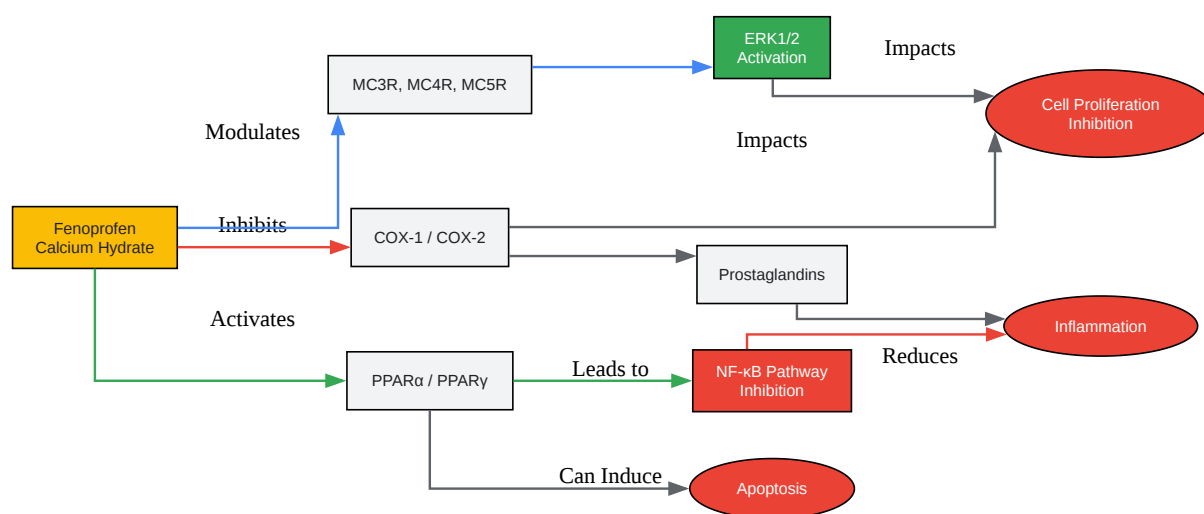 ERK1/2
Activation
Impacts
MC3R, MC4R, MC5R
Cell Proliferation
Inhibition
Modulates
Impacts
Fenoprofen
Calcium Hydrate
Inhibits
COX-1 / COX-2
Prostaglandins
Activates
Inflammation
PPARα / PPARγ
Leads to
NF-κB Pathway
Inhibition
Reduces
Can Induce
Apoptosis